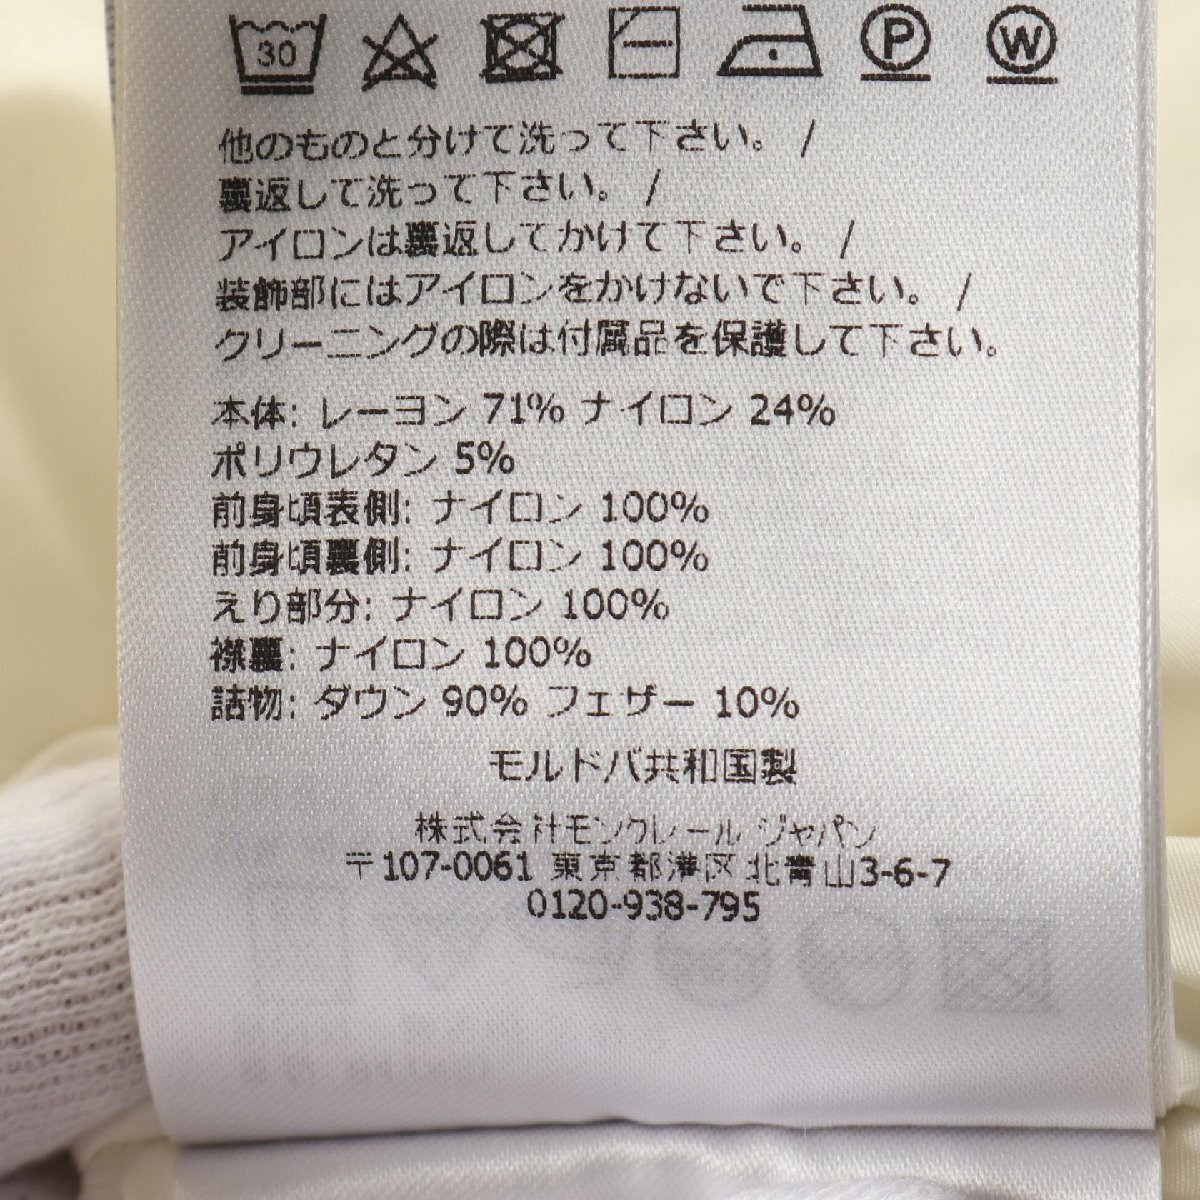 30 P W
他のものと分けて洗って下さい。 /
裏返して洗って下さい。 /
アイロンは裏返してかけて下さい。 /
装飾部にはアイロンをかけないで下さい。 /
クリーニングの際は付属品を保護して下さい。
本体: レーヨン 71% ナイロン 24%
ポリウレタン 5%
前身頃表側: ナイロン 100%
前身頃裏側: ナイロン 100%
えり部分: ナイロン 100%
襟裏: ナイロン 100%
詰物: ダウン 90% フェザー 10%
モルドバ共和国製
株式会社モンクレール ジャパン
〒107-0061 東京都港区北青山3-6-7
0120-938-795